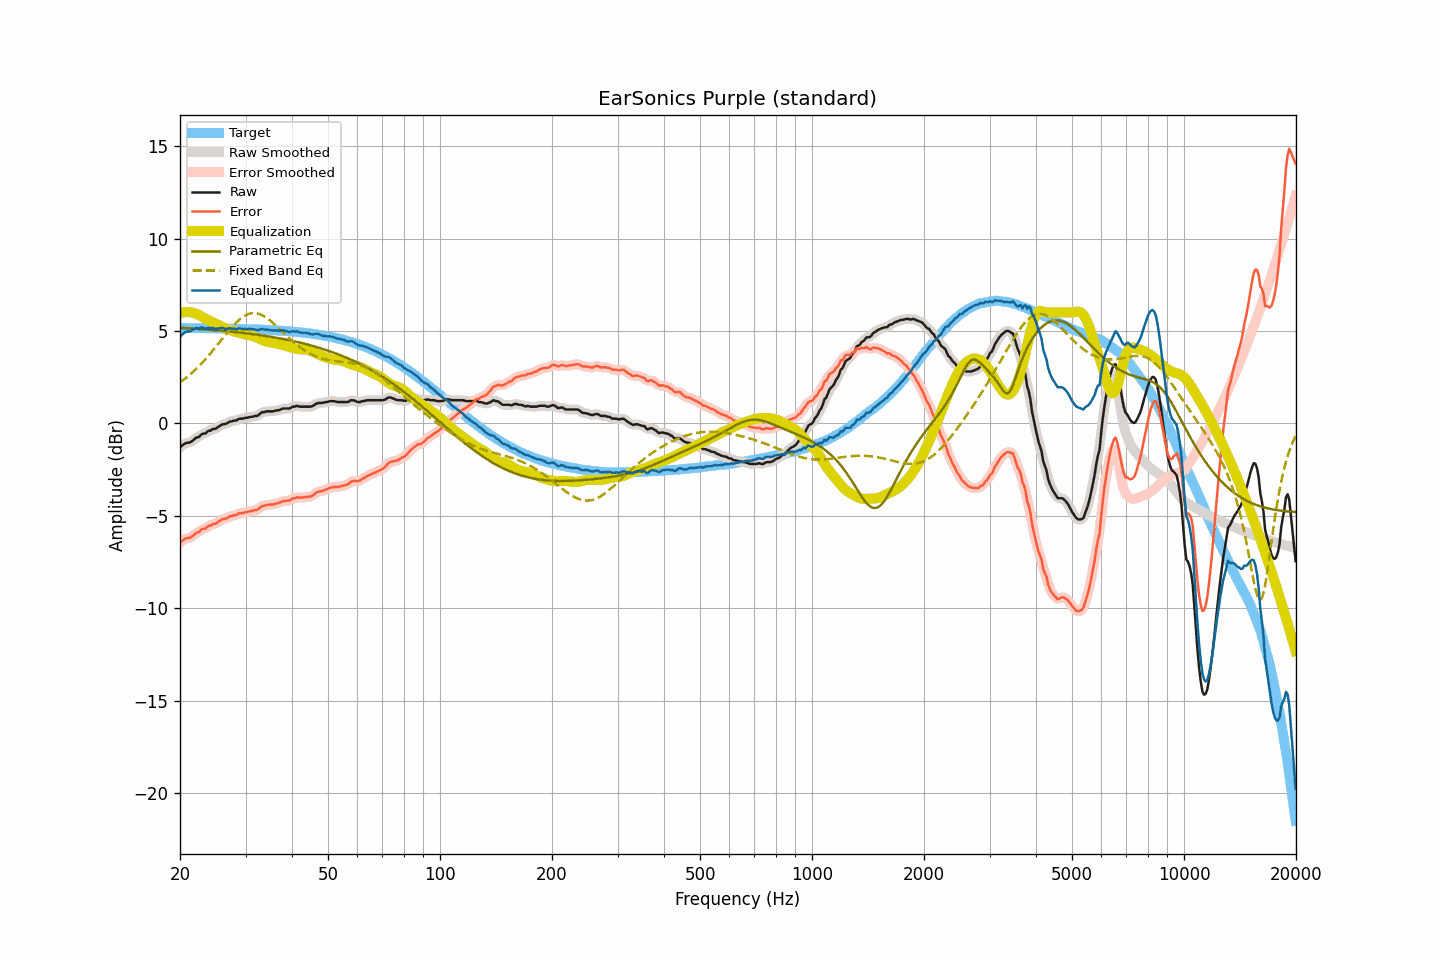 EarSonics Purple (standard)
Target
Raw Smoothed
Error Smoothed
Raw
Error
Equalization
Parametric Eq
Fixed Band Eq
Equalized
15
10
5
0
−5
−10
−15
−20
Amplitude (dBr)
20 50 100 200 500 1000 2000 5000 10000 20000
Frequency (Hz)